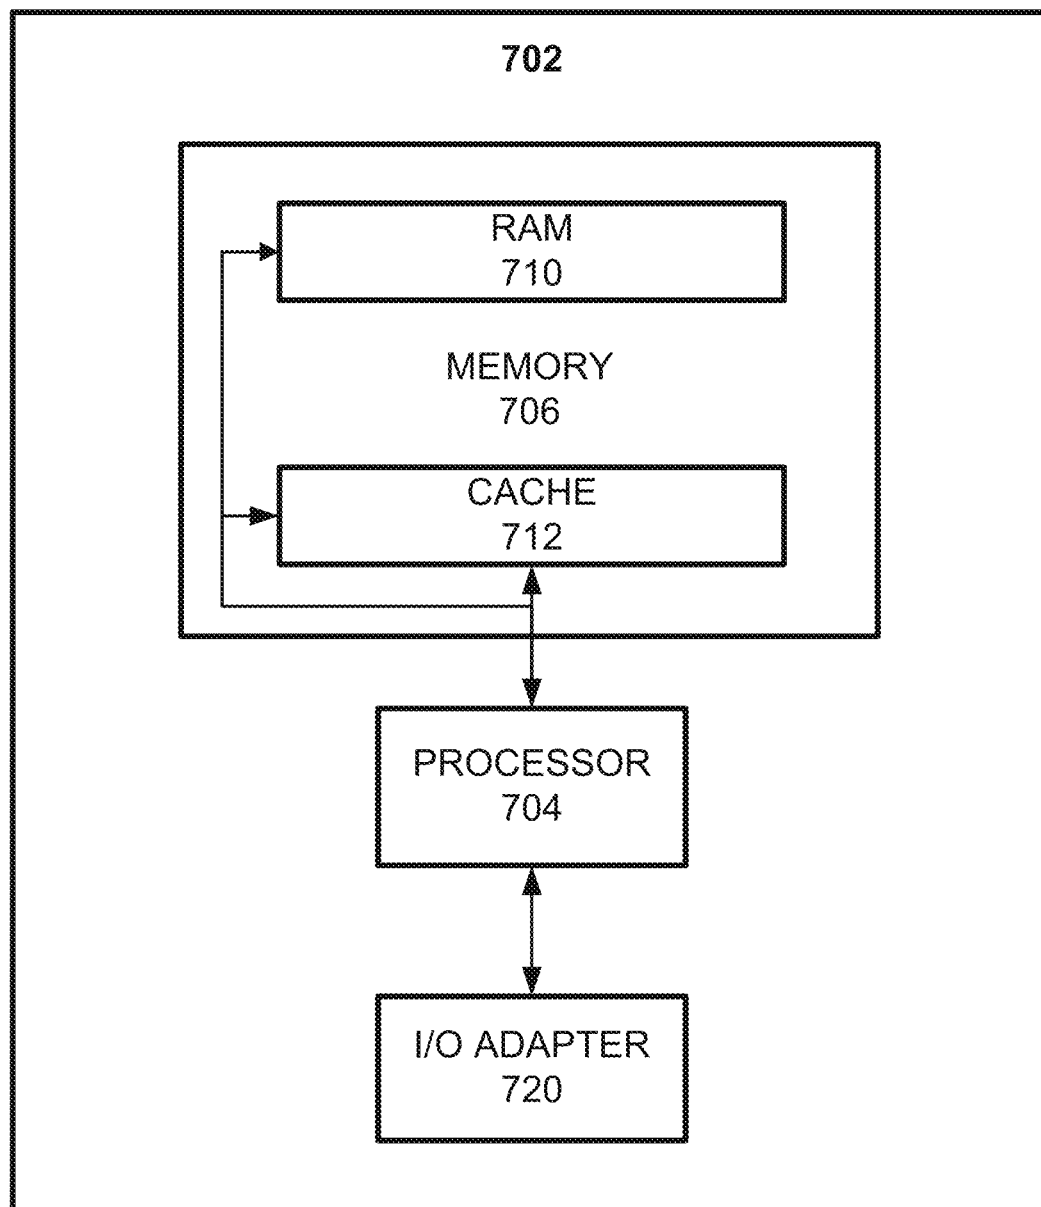 702
RAM
710
MEMORY
706
CACHE
712
PROCESSOR
704
I/O ADAPTER
720